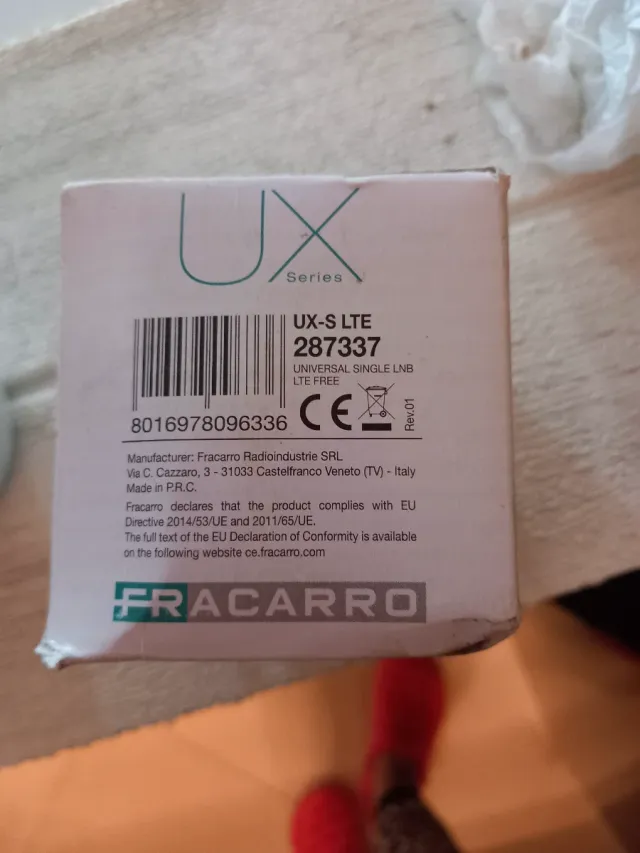 UX
Series
UX-S LTE
287337
UNIVERSAL SINGLE LNB
LTE FREE
CE
Rev.01
8016978096336
Manufacturer: Fracarro Radioindustrie SRL
Via C. Cazzaro, 3 - 31033 Castelfranco Veneto (TV) - Italy
Made in P.R.C.
Fracarro declares that the product complies with EU
Directive 2014/53/UE and 2011/65/UE.
The full text of the EU Declaration of Conformity is available
on the following website ce.fracarro.com
FRACARRO